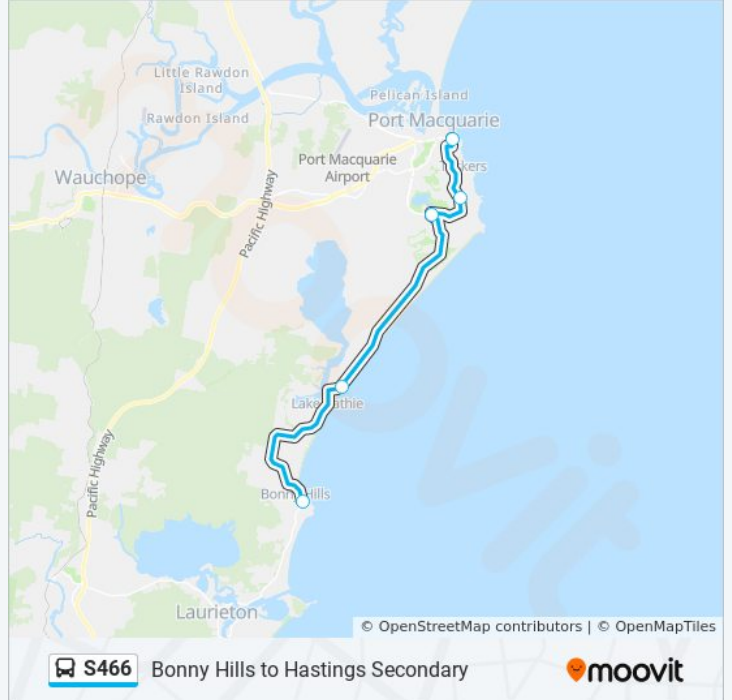 Little Rawdon
Island
Pelican Island
Rawdon Island
Port Macquarie
Port Macquarie
Airport
Wauchope
Pacific Highway
Pacific Highway
Bonny Hills
Laurieton
© OpenStreetMap contributors | © OpenMapTiles
S466 Bonny Hills to Hastings Secondary
moovit